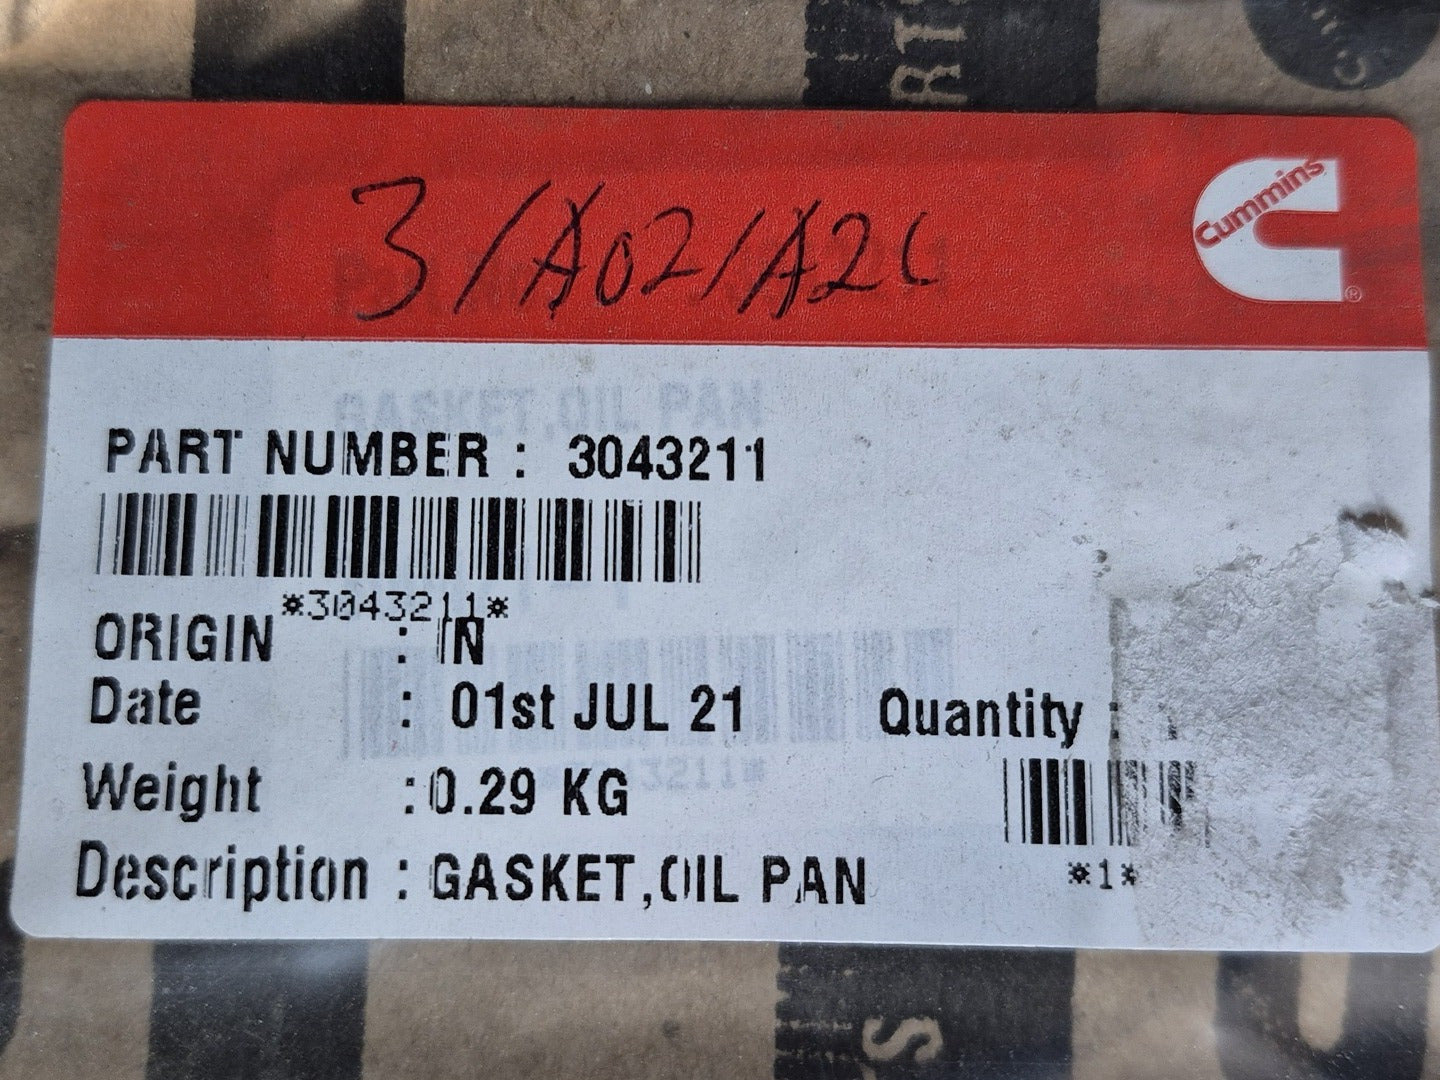 Cummins
®
3/A02/A2C
PART NUMBER : 3043211
*3043211*
ORIGIN : IN
Date : 01st JUL 21 Quantity :
Weight : 0.29 KG
*1*
Description : GASKET,OIL PAN